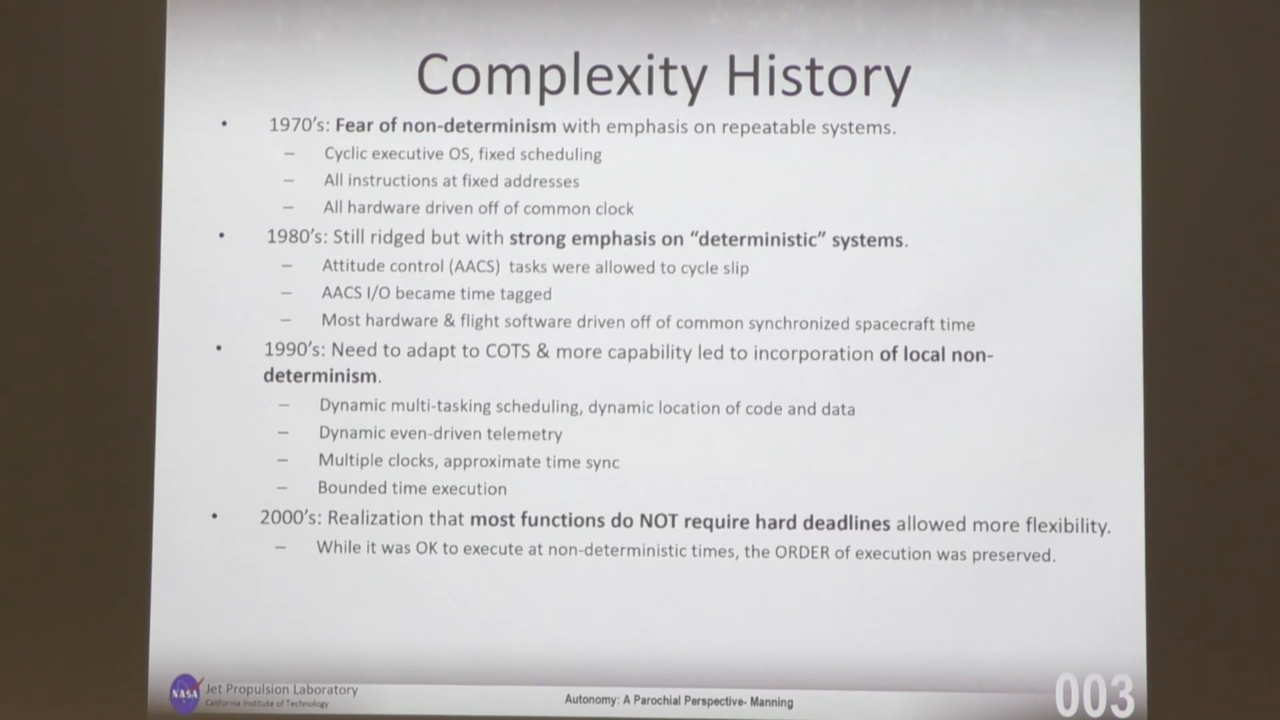 Complexity History
• 1970's: Fear of non-determinism with emphasis on repeatable systems.
– Cyclic executive OS, fixed scheduling
– All instructions at fixed addresses
– All hardware driven off of common clock
• 1980's: Still ridged but with strong emphasis on "deterministic" systems.
– Attitude control (AACS) tasks were allowed to cycle slip
– AACS I/O became time tagged
– Most hardware & flight software driven off of common synchronized spacecraft time
• 1990's: Need to adapt to COTS & more capability led to incorporation of local non-
determinism.
– Dynamic multi-tasking scheduling, dynamic location of code and data
– Dynamic even-driven telemetry
– Multiple clocks, approximate time sync
– Bounded time execution
• 2000's: Realization that most functions do NOT require hard deadlines allowed more flexibility.
– While it was OK to execute at non-deterministic times, the ORDER of execution was preserved.
NASA
Jet Propulsion Laboratory
California Institute of Technology
Autonomy: A Parochial Perspective- Manning
003